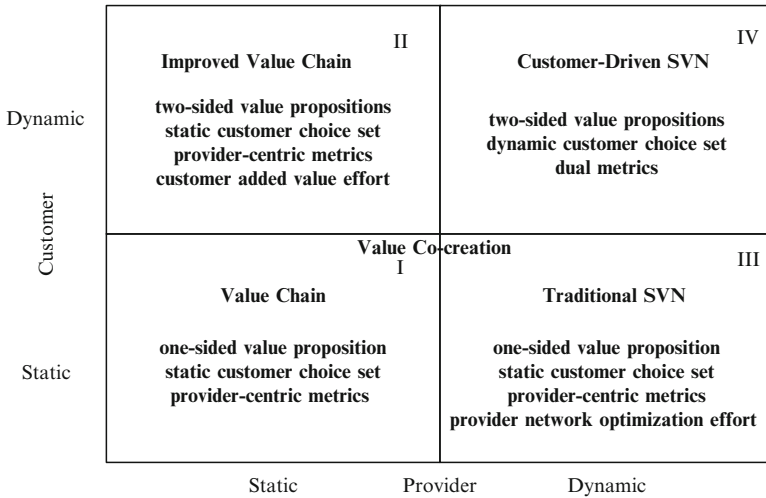 II
Improved Value Chain
two-sided value propositions
static customer choice set
provider-centric metrics
customer added value effort
IV
Customer-Driven SVN
two-sided value propositions
dynamic customer choice set
dual metrics
Dynamic
Customer
Static
Value Co-creation
I
Value Chain
one-sided value proposition
static customer choice set
provider-centric metrics
III
Traditional SVN
one-sided value proposition
static customer choice set
provider-centric metrics
provider network optimization effort
Static
Provider
Dynamic